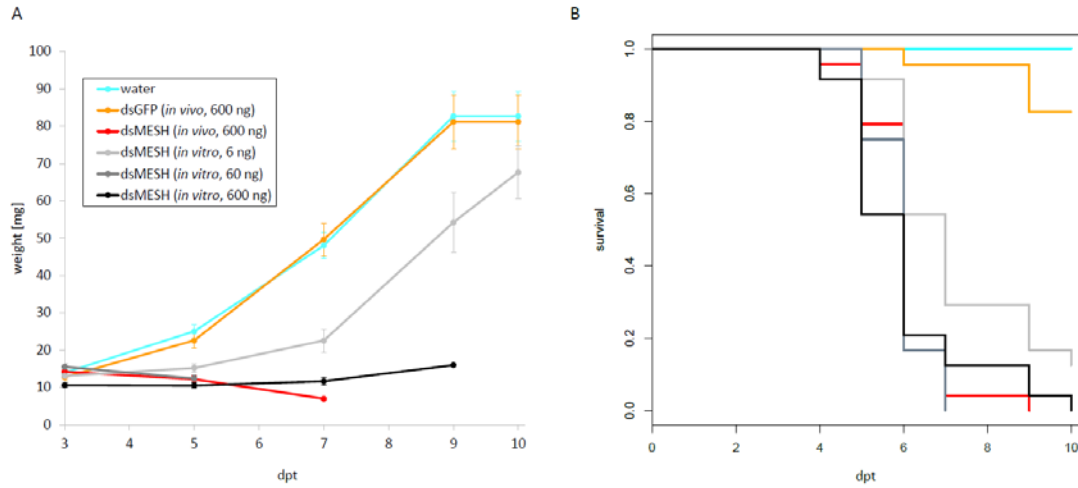 A
B
100
90
80
70
60
50
40
30
20
10
0
weight [mg]
water
dsGFP (in vivo, 600 ng)
dsMESH (in vivo, 600 ng)
dsMESH (in vitro, 6 ng)
dsMESH (in vitro, 60 ng)
dsMESH (in vitro, 600 ng)
3 4 5 6 7 8 9 10
dpt
1.0
0.8
0.6
0.4
0.2
0.0
survival
0 2 4 6 8 10
dpt